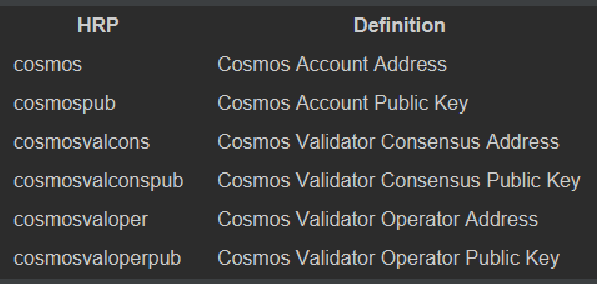 HRP Definition
cosmos Cosmos Account Address
cosmospub Cosmos Account Public Key
cosmosvalcons Cosmos Validator Consensus Address
cosmosvalconspub Cosmos Validator Consensus Public Key
cosmosvaloper Cosmos Validator Operator Address
cosmosvaloperpub Cosmos Validator Operator Public Key